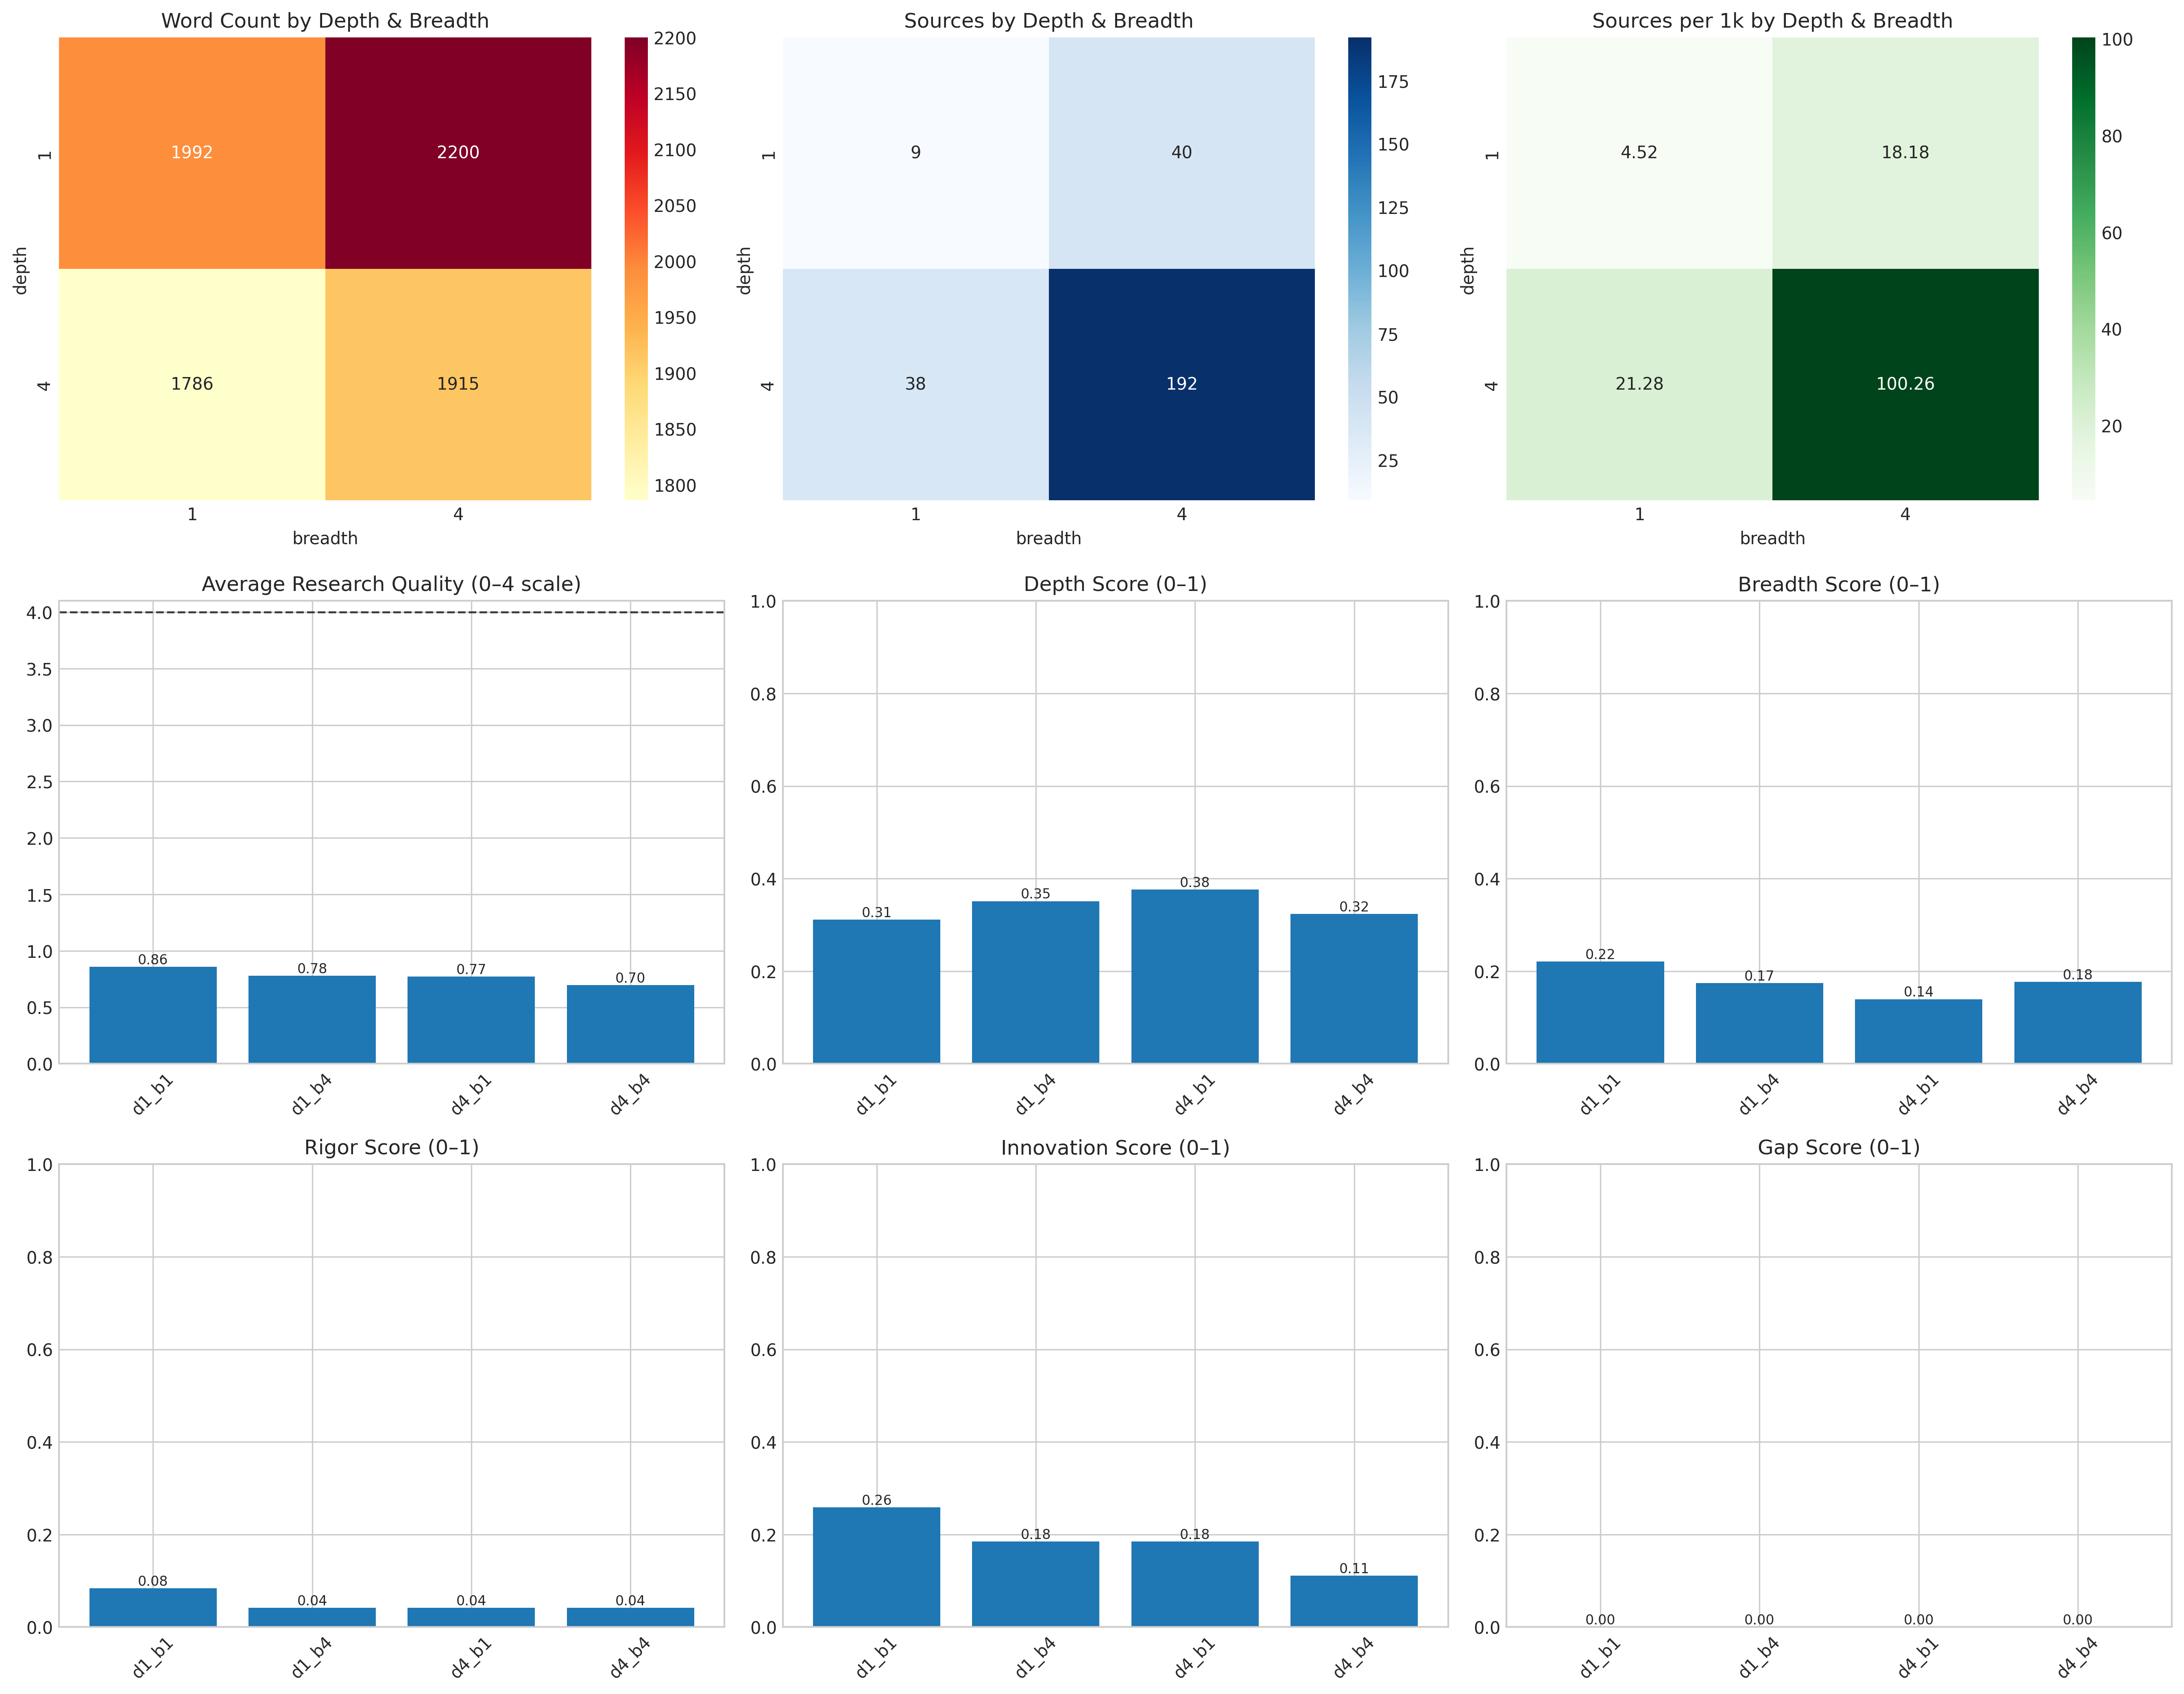 Word Count by Depth & Breadth
1992
2200
1786
1915
1
4
depth
1
4
breadth
2200
2150
2100
2050
2000
1950
1900
1850
1800
Sources by Depth & Breadth
9
40
38
192
1
4
depth
1
4
breadth
175
150
125
100
75
50
25
Sources per 1k by Depth & Breadth
4.52
18.18
21.28
100.26
1
4
depth
1
4
breadth
100
80
60
40
20
Average Research Quality (0–4 scale)
4.0
3.5
3.0
2.5
2.0
1.5
1.0
0.5
0.0
0.86
0.78
0.77
0.70
d1_b1
d1_b4
d4_b1
d4_b4
Depth Score (0–1)
1.0
0.8
0.6
0.4
0.2
0.0
0.31
0.35
0.38
0.32
d1_b1
d1_b4
d4_b1
d4_b4
Breadth Score (0–1)
1.0
0.8
0.6
0.4
0.2
0.0
0.22
0.17
0.14
0.18
d1_b1
d1_b4
d4_b1
d4_b4
Rigor Score (0–1)
1.0
0.8
0.6
0.4
0.2
0.0
0.08
0.04
0.04
0.04
d1_b1
d1_b4
d4_b1
d4_b4
Innovation Score (0–1)
1.0
0.8
0.6
0.4
0.2
0.0
0.26
0.18
0.18
0.11
d1_b1
d1_b4
d4_b1
d4_b4
Gap Score (0–1)
1.0
0.8
0.6
0.4
0.2
0.0
0.00
0.00
0.00
0.00
d1_b1
d1_b4
d4_b1
d4_b4